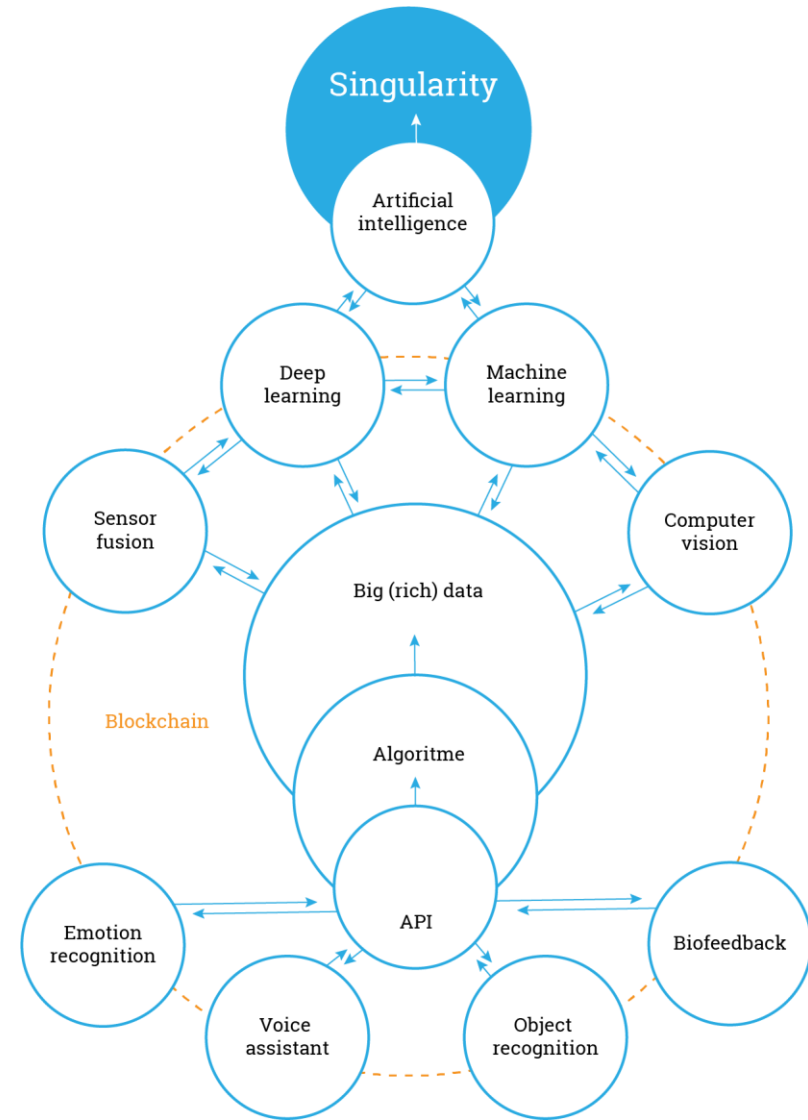 Singularity
Artificial
intelligence
Deep
learning
Machine
learning
Sensor
fusion
Computer
vision
Big (rich) data
Blockchain
Algoritme
API
Emotion
recognition
Biofeedback
Voice
assistant
Object
recognition